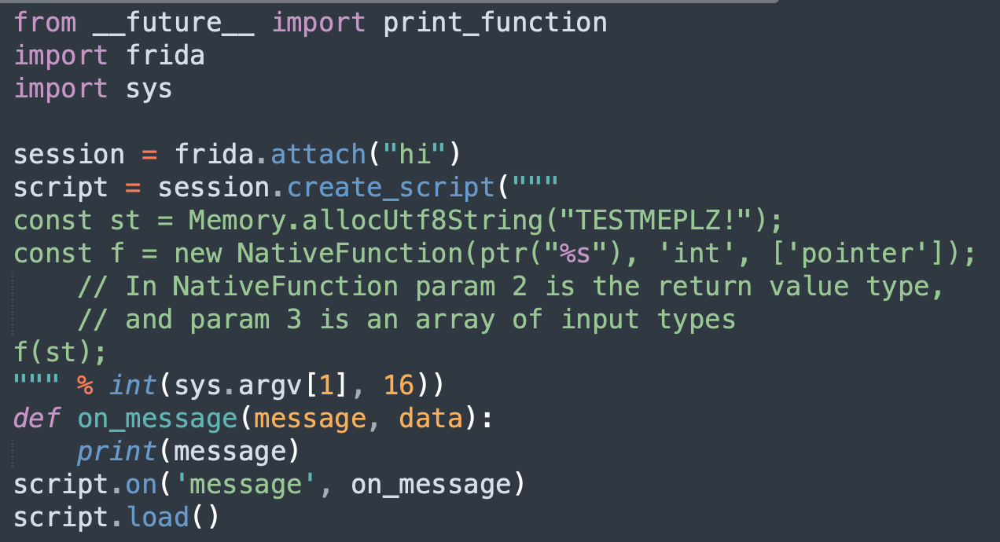 from __future__ import print_function
import frida
import sys

session = frida.attach("hi")
script = session.create_script("""
const st = Memory.allocUtf8String("TESTMEPLZ!");
const f = new NativeFunction(ptr("%s"), 'int', ['pointer']);
    // In NativeFunction param 2 is the return value type,
    // and param 3 is an array of input types
f(st);
""" % int(sys.argv[1], 16))
def on_message(message, data):
    print(message)
script.on('message', on_message)
script.load()